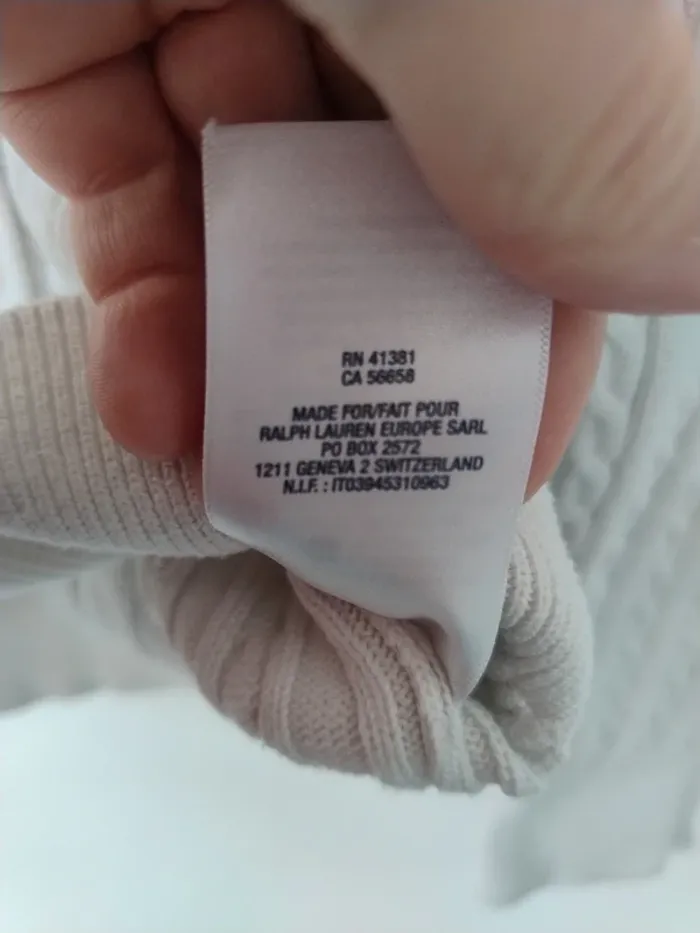 RN 41381
CA 56658
MADE FOR/FAIT POUR
RALPH LAUREN EUROPE SARL
PO BOX 2572
1211 GENEVA 2 SWITZERLAND
N.I.F. : IT03945310963